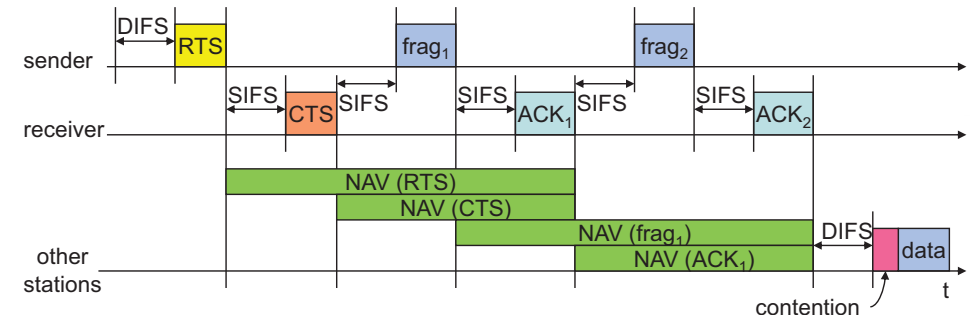 DIFS
RTS
frag₁
frag₂
sender
SIFS
CTS
SIFS
SIFS
ACK₁
SIFS
SIFS
ACK₂
receiver
NAV (RTS)
NAV (CTS)
NAV (frag₁)
NAV (ACK₁)
DIFS
data
other
stations
t
contention